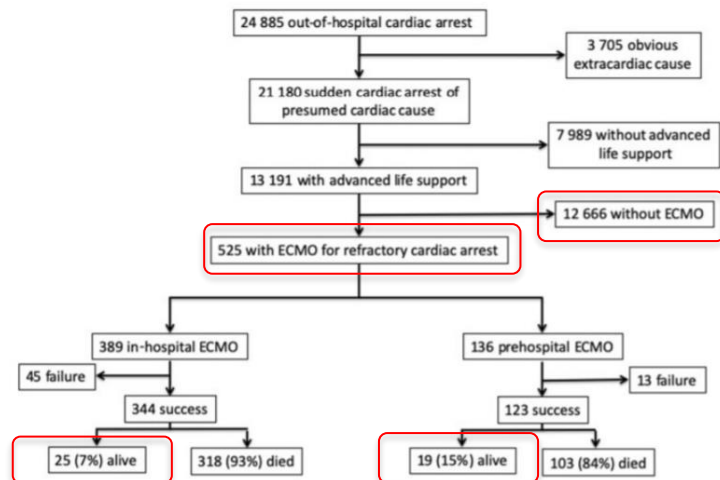 24 885 out-of-hospital cardiac arrest
3 705 obvious
extracardiac cause
21 180 sudden cardiac arrest of
presumed cardiac cause
7 989 without advanced
life support
13 191 with advanced life support
12 666 without ECMO
525 with ECMO for refractory cardiac arrest
389 in-hospital ECMO
136 prehospital ECMO
45 failure
13 failure
344 success
123 success
25 (7%) alive
318 (93%) died
19 (15%) alive
103 (84%) died